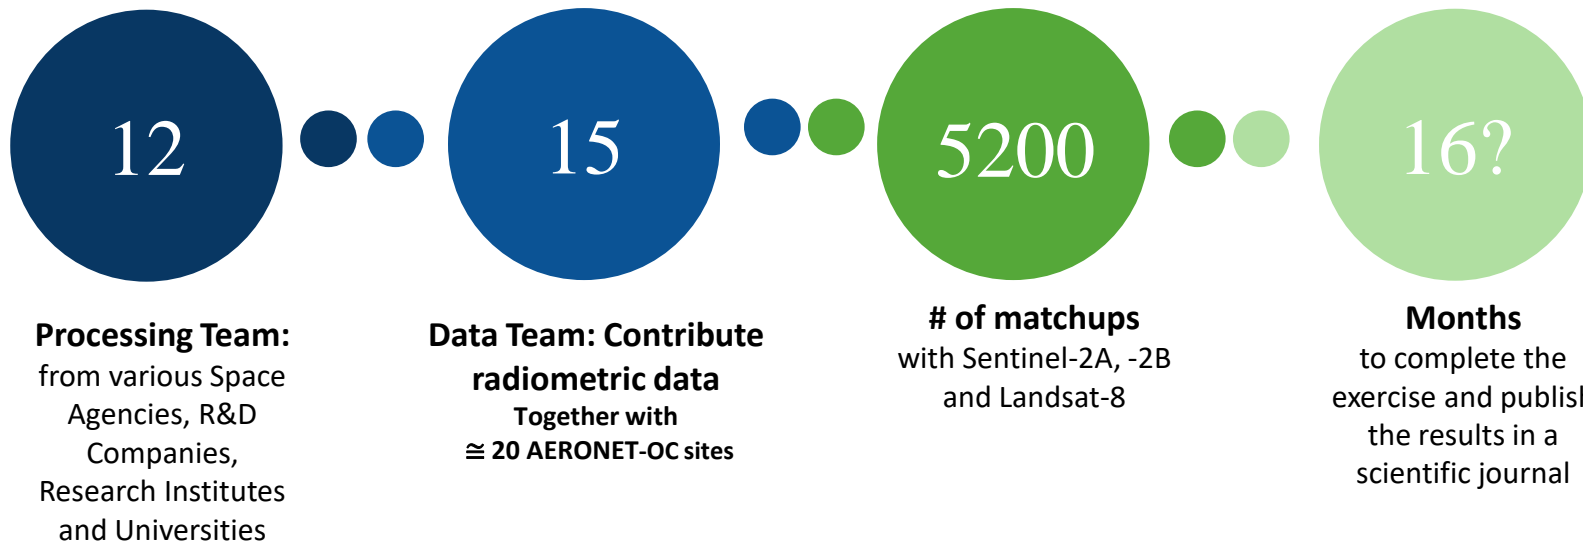 12
Processing Team:
from various Space
Agencies, R&D
Companies,
Research Institutes
and Universities
15
Data Team: Contribute
radiometric data
Together with
≅ 20 AERONET-OC sites
5200
# of matchups
with Sentinel-2A, -2B
and Landsat-8
16?
Months
to complete the
exercise and publish
the results in a
scientific journal